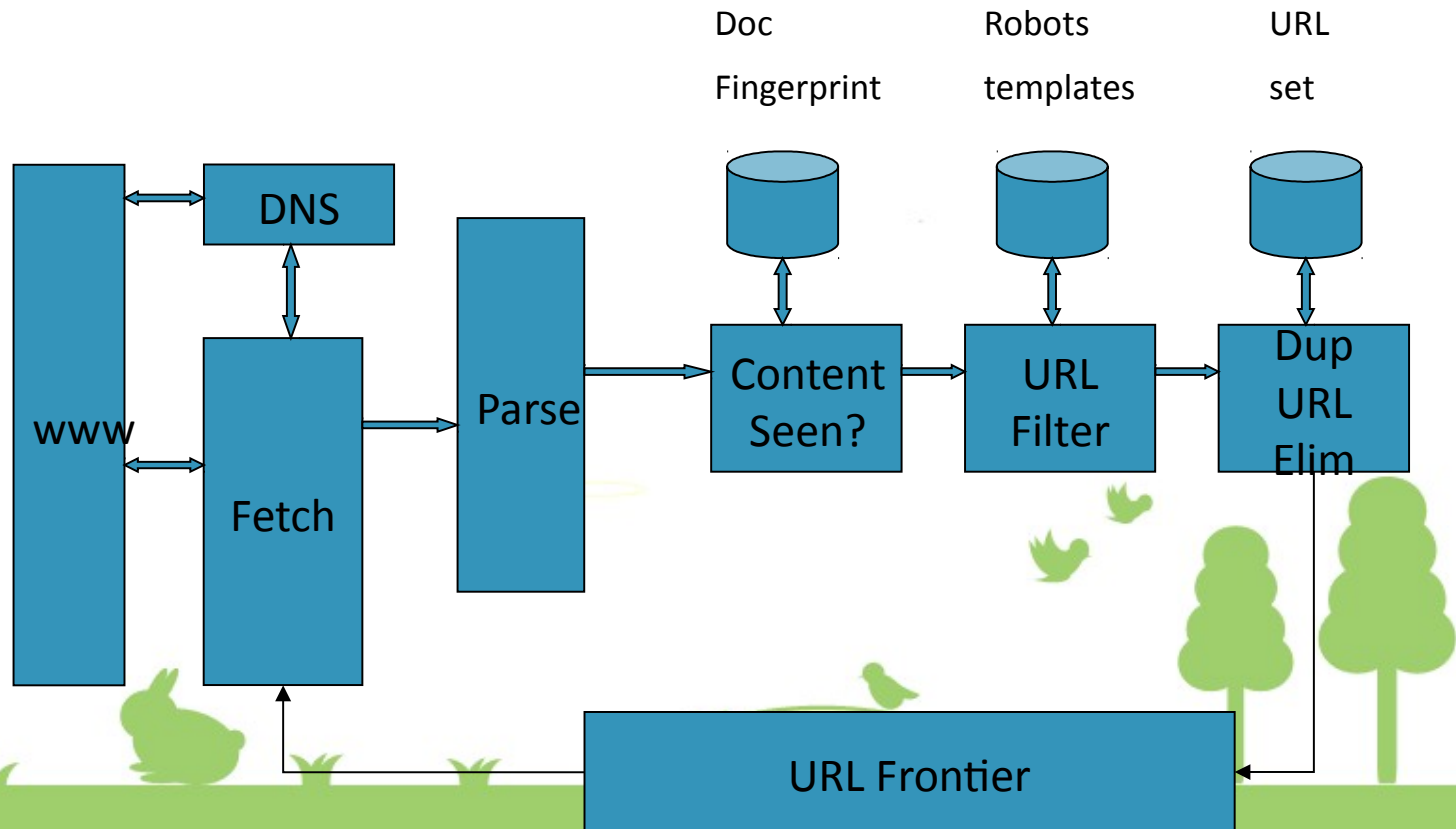 Doc
Fingerprint
Robots
templates
URL
set
DNS
www
Fetch
Parse
Content
Seen?
URL
Filter
Dup
URL
Elim
URL Frontier